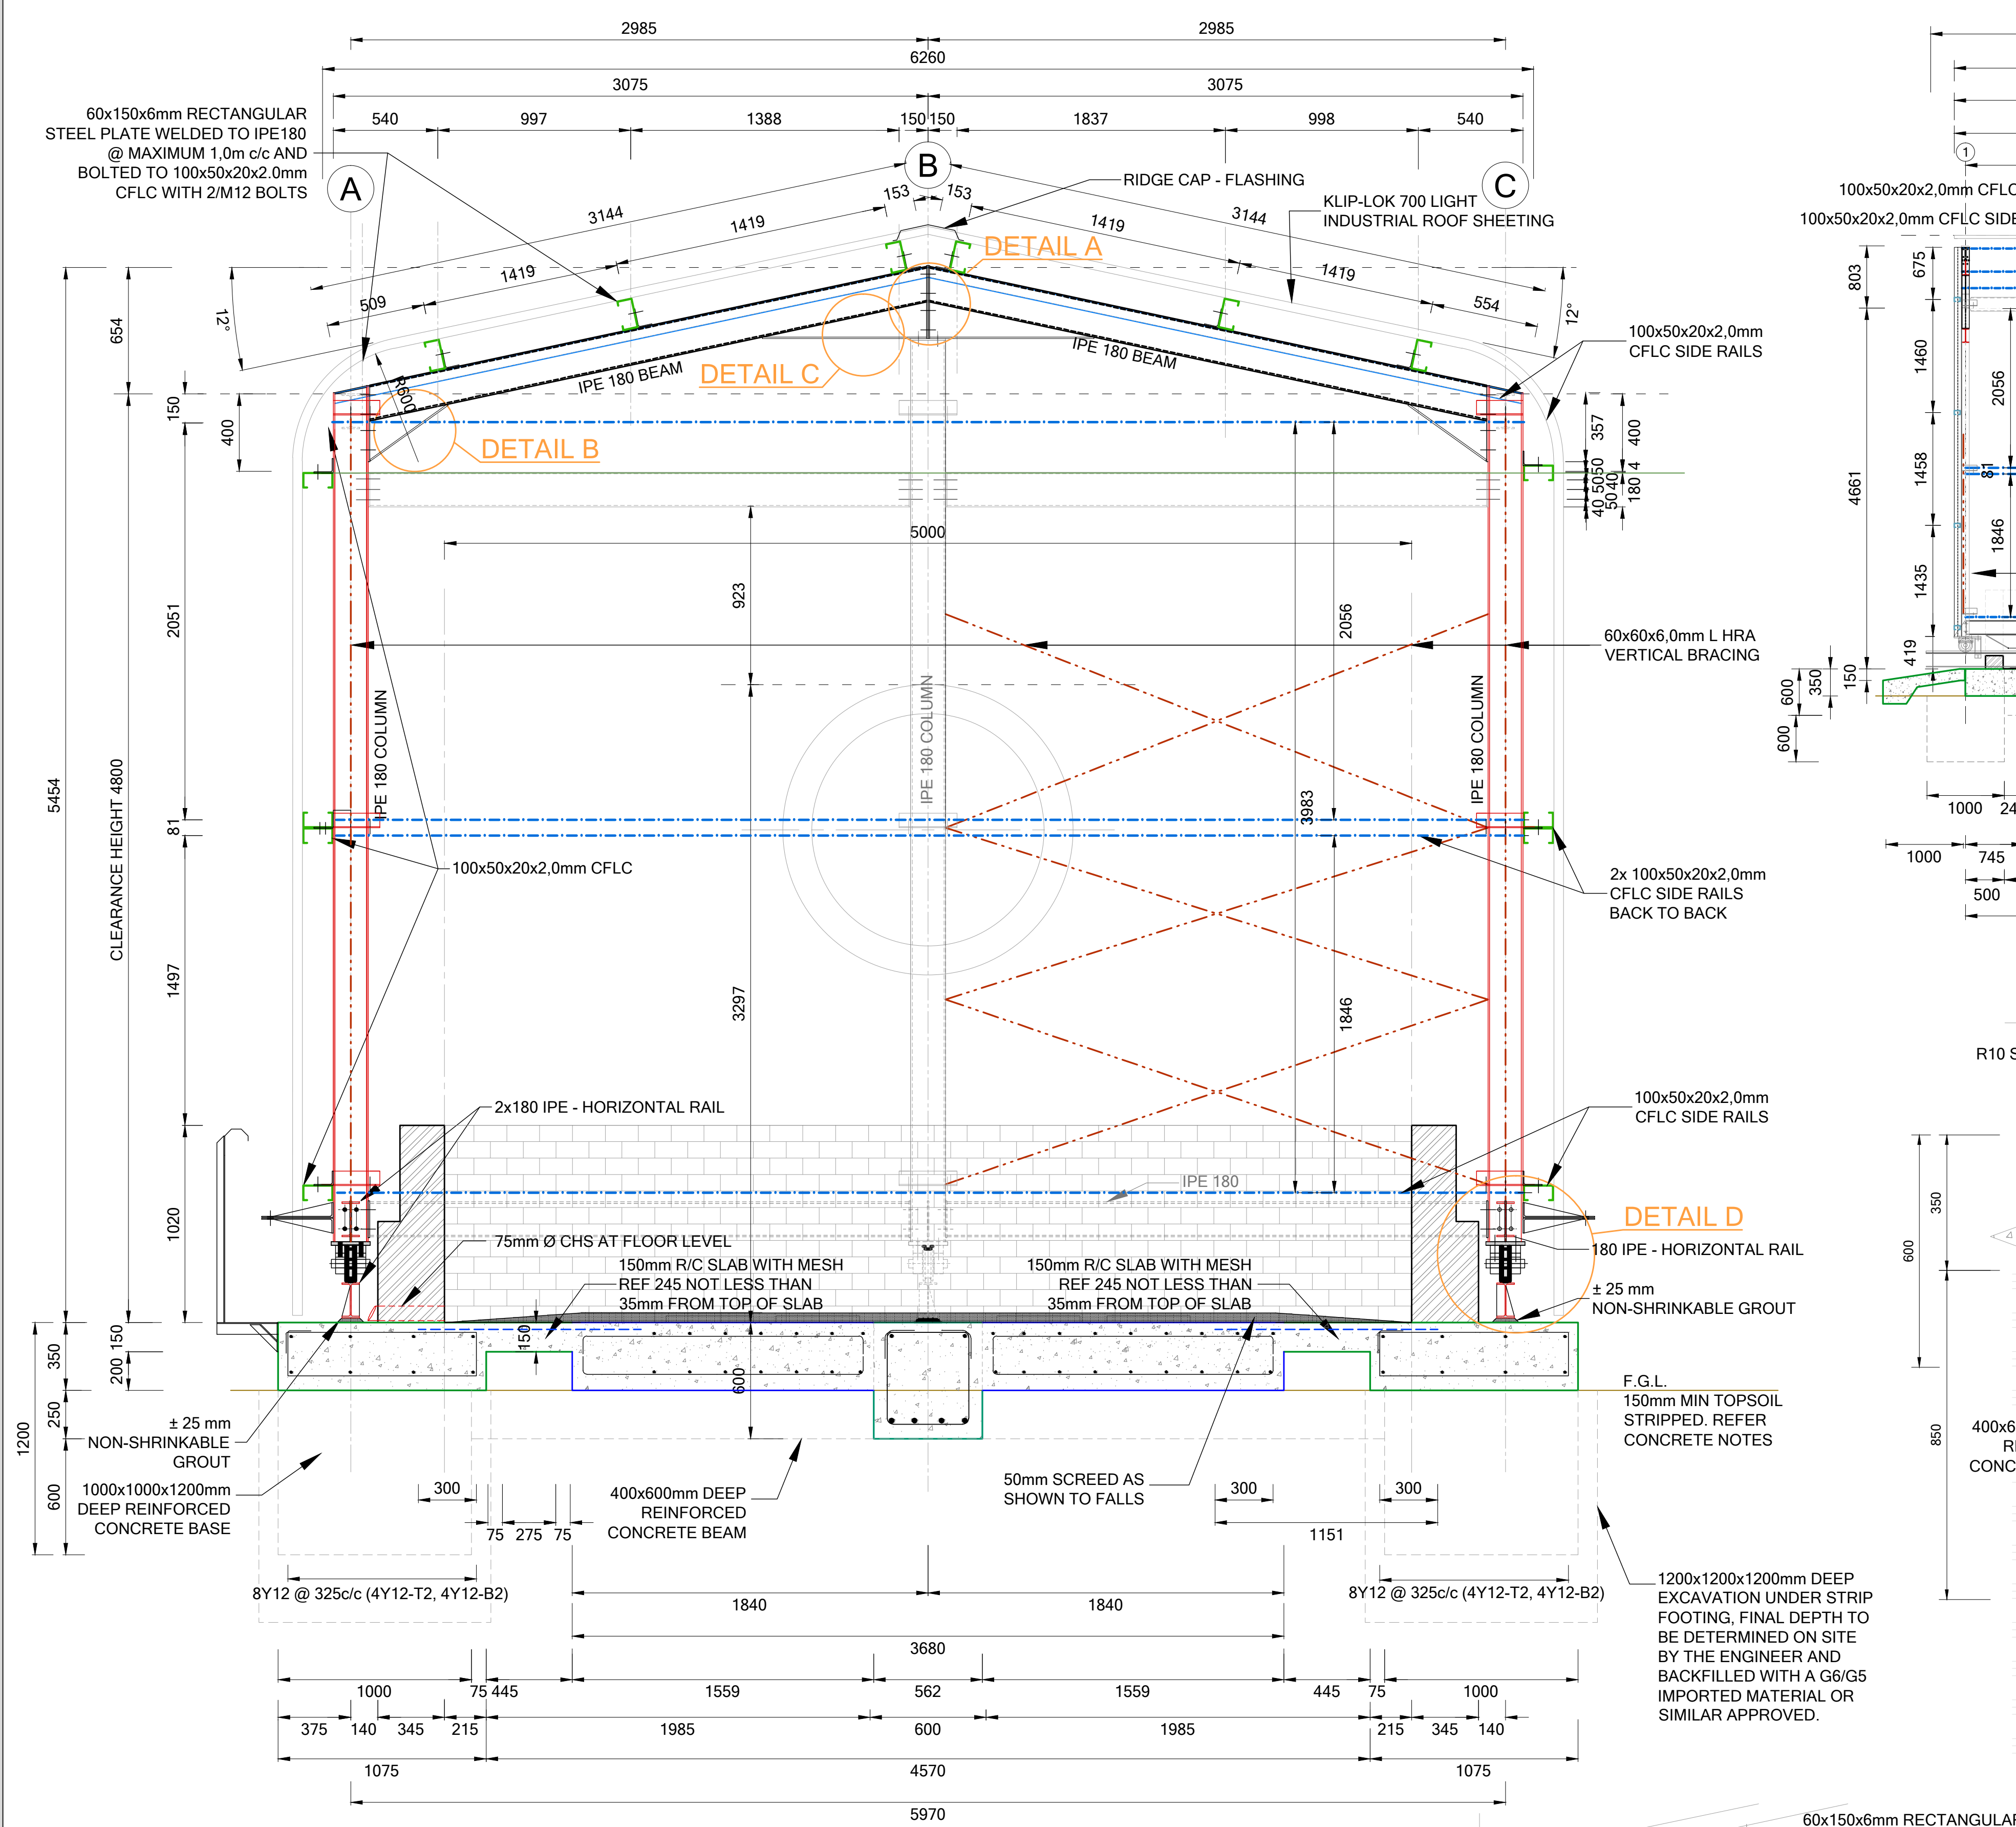 2985
2985
6260
3075
3075
540
997
1388
150
150
1837
998
540
60x150x6mm RECTANGULAR
STEEL PLATE WELDED TO IPE180
@ MAXIMUM 1,0m c/c AND
BOLTED TO 100x50x20x2.0mm
CFLC WITH 2/M12 BOLTS
A
B
C
RIDGE CAP - FLASHING
KLIP-LOK 700 LIGHT
INDUSTRIAL ROOF SHEETING
3144
153
153
3144
1419
1419
1419
1419
509
554
12°
12°
DETAIL A
DETAIL C
DETAIL B
R600
IPE 180 BEAM
IPE 180 BEAM
100x50x20x2,0mm
CFLC SIDE RAILS
654
150
400
357
400
50
4
50
40
180
50
40
5000
923
2051
2056
60x60x6,0mm L HRA
VERTICAL BRACING
IPE 180 COLUMN
IPE 180 COLUMN
IPE 180 COLUMN
5454
CLEARANCE HEIGHT 4800
81
3983
100x50x20x2,0mm CFLC
2x 100x50x20x2,0mm
CFLC SIDE RAILS
BACK TO BACK
1497
3297
1846
2x180 IPE - HORIZONTAL RAIL
100x50x20x2,0mm
CFLC SIDE RAILS
IPE 180
1020
DETAIL D
75mm Ø CHS AT FLOOR LEVEL
180 IPE - HORIZONTAL RAIL
150mm R/C SLAB WITH MESH
REF 245 NOT LESS THAN
35mm FROM TOP OF SLAB
150mm R/C SLAB WITH MESH
REF 245 NOT LESS THAN
35mm FROM TOP OF SLAB
± 25 mm
NON-SHRINKABLE GROUT
150
350
200
150
600
250
1200
600
F.G.L.
150mm MIN TOPSOIL
STRIPPED. REFER
CONCRETE NOTES
± 25 mm
NON-SHRINKABLE
GROUT
1000x1000x1200mm
DEEP REINFORCED
CONCRETE BASE
400x600mm DEEP
REINFORCED
CONCRETE BEAM
50mm SCREED AS
SHOWN TO FALLS
300
75
275
75
300
300
1151
8Y12 @ 325c/c (4Y12-T2, 4Y12-B2)
8Y12 @ 325c/c (4Y12-T2, 4Y12-B2)
1200x1200x1200mm DEEP
EXCAVATION UNDER STRIP
FOOTING, FINAL DEPTH TO
BE DETERMINED ON SITE
BY THE ENGINEER AND
BACKFILLED WITH A G6/G5
IMPORTED MATERIAL OR
SIMILAR APPROVED.
1840
1840
3680
1000
75
445
1559
562
1559
445
75
1000
375
140
345
215
1985
600
1985
215
345
140
1075
4570
1075
5970
1
100x50x20x2,0mm CFLC
100x50x20x2,0mm CFLC SIDE
803
675
1460
2056
4661
1458
81
1846
1435
419
150
350
600
600
1000
1000
745
500
R10
350
600
850
60x150x6mm